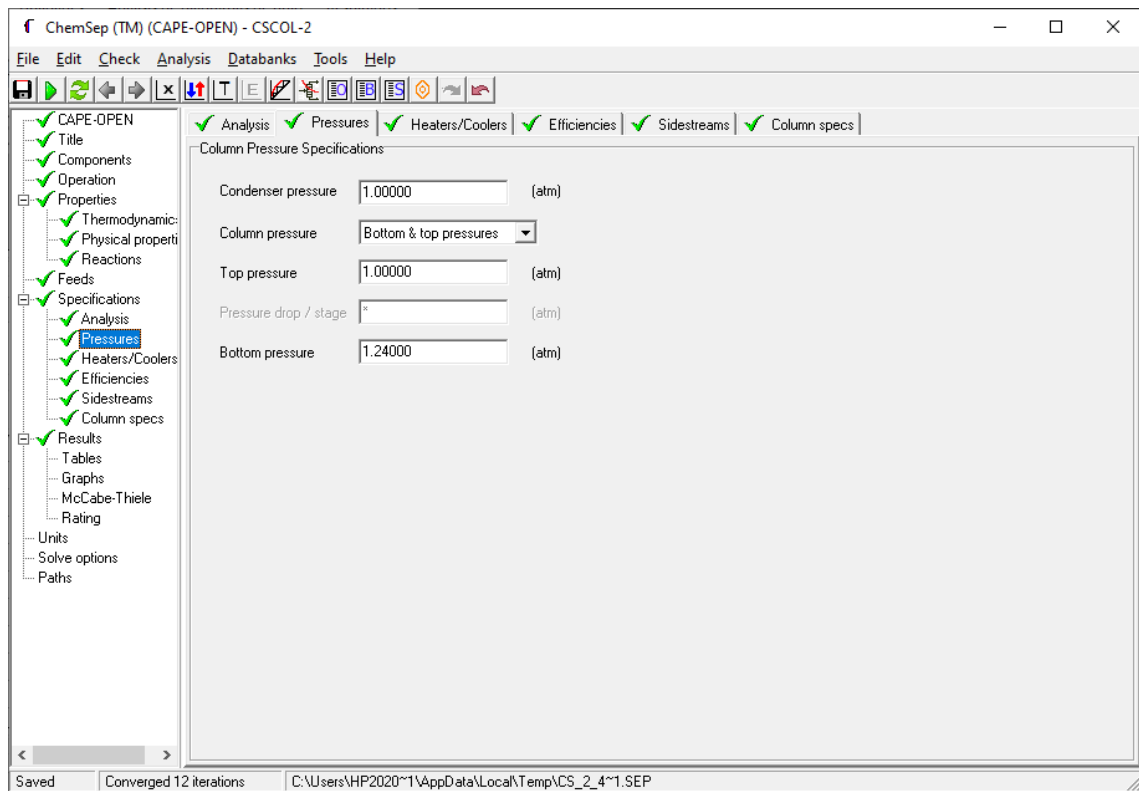 ChemSep (TM) (CAPE-OPEN) - CSCOL-2
File Edit Check Analysis Databanks Tools Help
T E O B S
CAPE-OPEN
Title
Components
Operation
Properties
Thermodynamic:
Physical properti
Reactions
Feeds
Specifications
Analysis
Pressures
Heaters/Coolers
Efficiencies
Sidestreams
Column specs
Results
Tables
Graphs
McCabe-Thiele
Rating
Units
Solve options
Paths
Analysis Pressures Heaters/Coolers Efficiencies Sidestreams Column specs
Column Pressure Specifications
Condenser pressure 1.00000 (atm)
Column pressure Bottom & top pressures
Top pressure 1.00000 (atm)
Pressure drop / stage * (atm)
Bottom pressure 1.24000 (atm)
Saved Converged 12 iterations C:\Users\HP2020~1\AppData\Local\Temp\CS_2_4~1.SEP